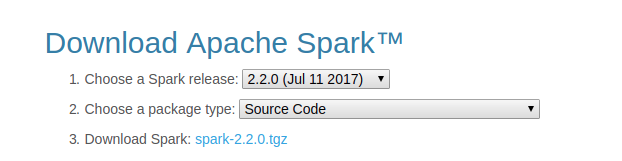 Download Apache Spark™
1. Choose a Spark release: 2.2.0 (Jul 11 2017)
2. Choose a package type: Source Code
3. Download Spark: spark-2.2.0.tgz